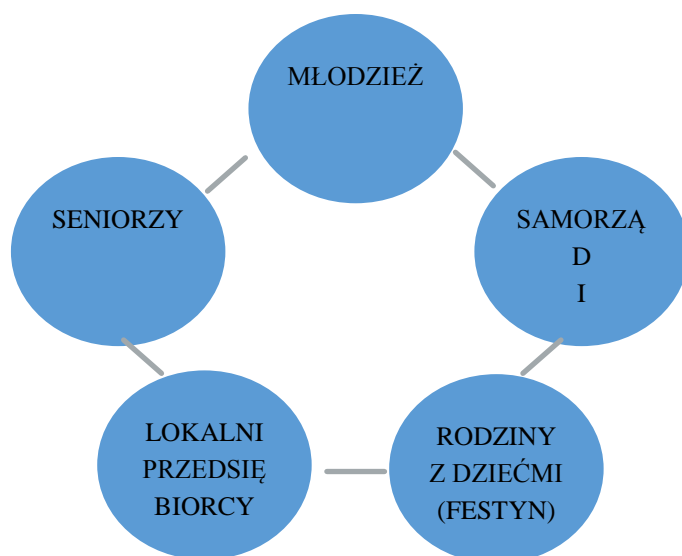 MŁODZIEŻ
SENIORZY
SAMORZĄ
D
I
LOKALNI
PRZEDSIĘ
BIORCY
RODZINY
Z DZIEĆMI
(FESTYN)